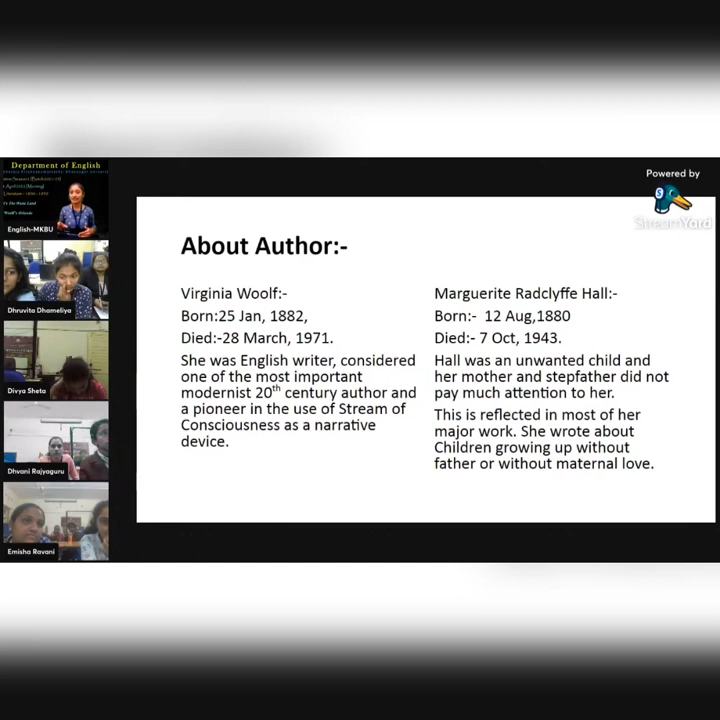 Department of English
English-MKBU
Dhruvita Dhameliya
Divya Sheta
Dhvani Rajyaguru
Emisha Ravani
Powered by
StreamYard
About Author:-
Virginia Woolf:-
Born:25 Jan, 1882,
Died:-28 March, 1971.
She was English writer, considered
one of the most important
modernist 20th century author and
a pioneer in the use of Stream of
Consciousness as a narrative
device.
Marguerite Radclyffe Hall:-
Born:- 12 Aug,1880
Died:- 7 Oct, 1943.
Hall was an unwanted child and
her mother and stepfather did not
pay much attention to her.
This is reflected in most of her
major work. She wrote about
Children growing up without
father or without maternal love.